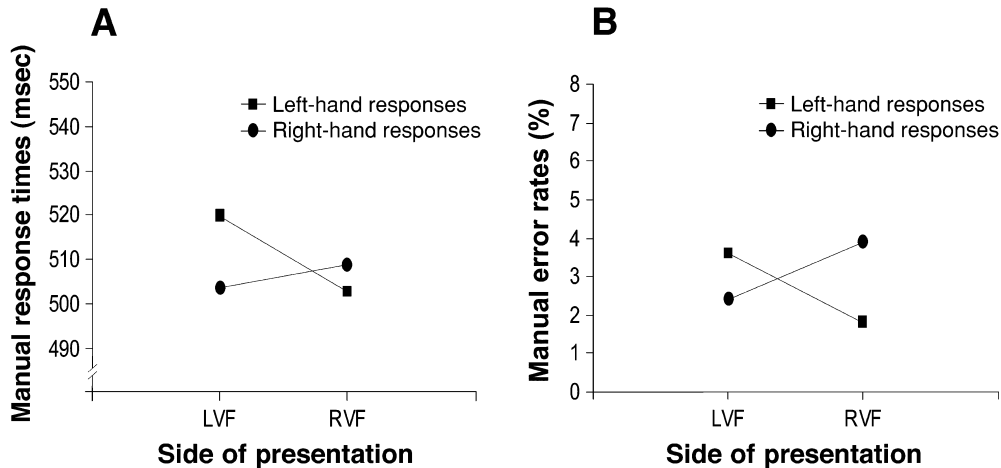 A
Manual response times (msec)
550
540
530
520
510
500
490
Left-hand responses
Right-hand responses
LVF
RVF
Side of presentation
B
Manual error rates (%)
8
7
6
5
4
3
2
1
0
Left-hand responses
Right-hand responses
LVF
RVF
Side of presentation